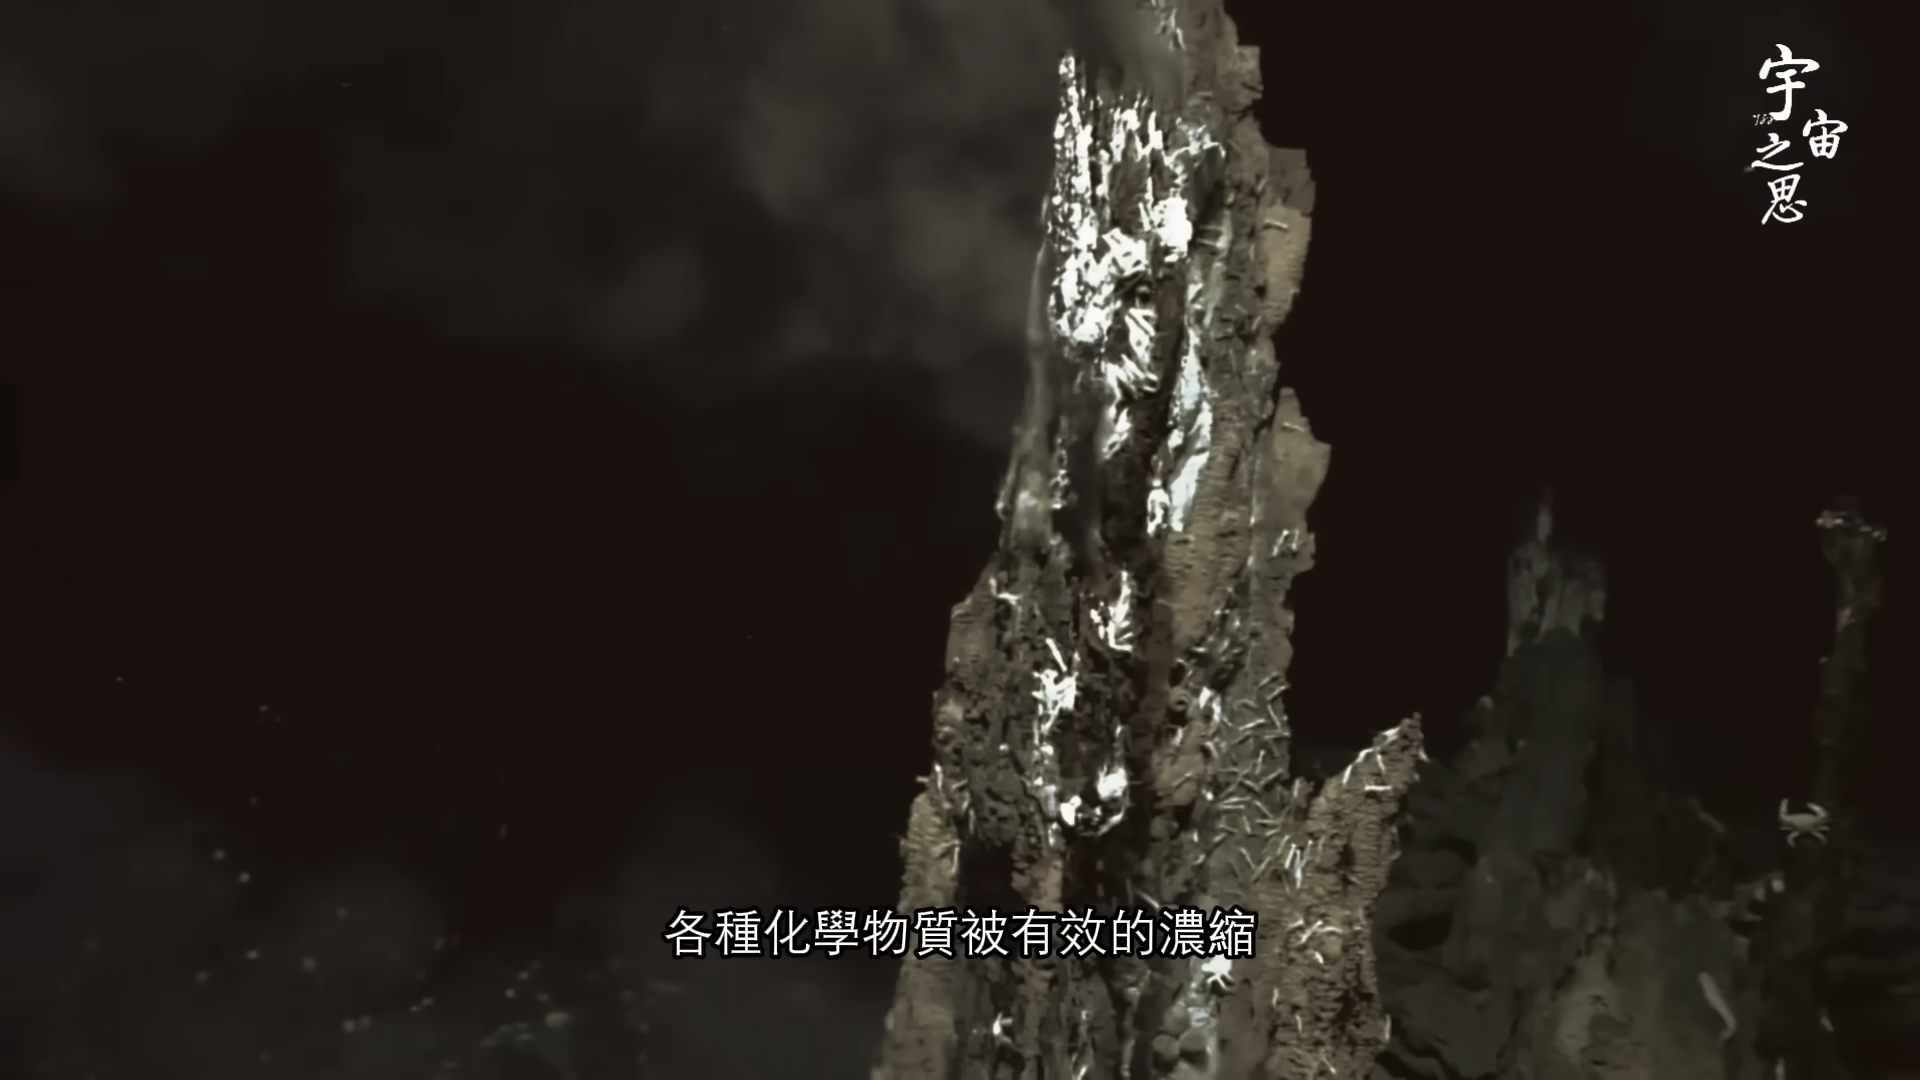 宇宙之思
各種化學物質被有效的濃縮